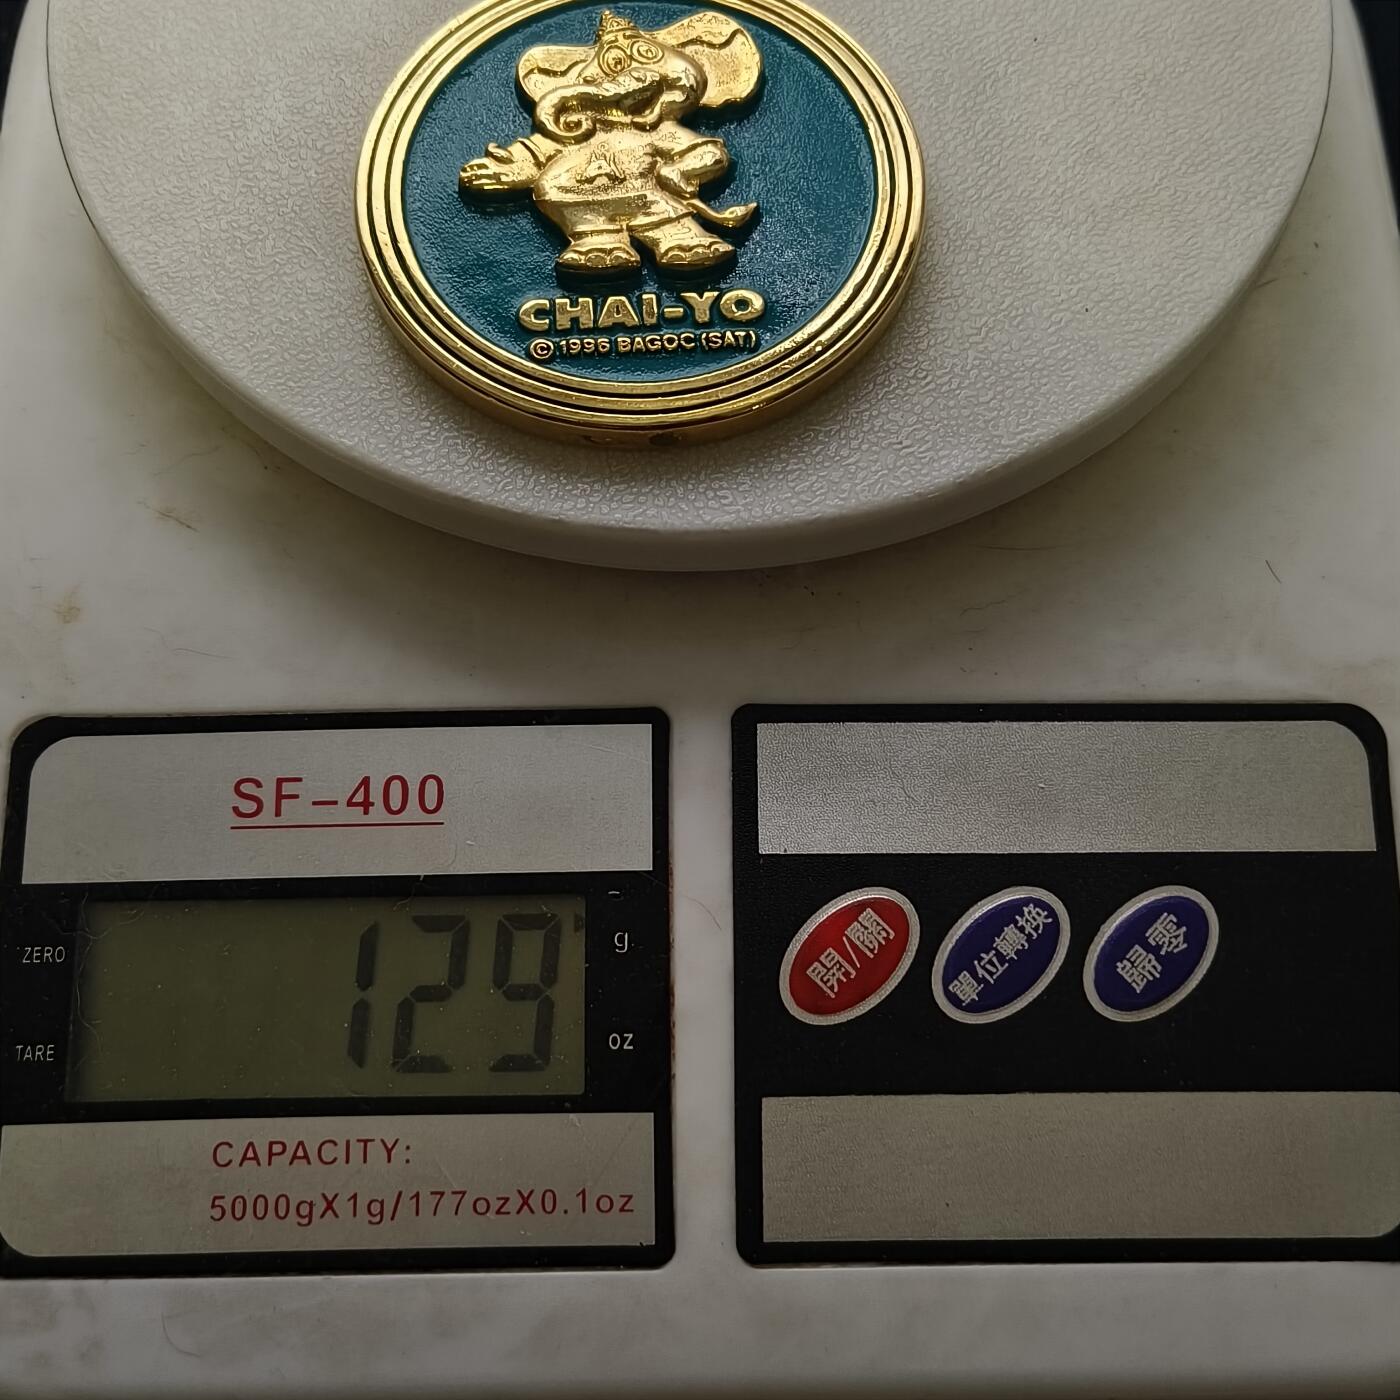 CHAI-YO
© 1996 BAGOC (SAT)
SF-400
ZERO
TARE
129
g
oz
CAPACITY:
5000gX1g/177ozX0.1oz
開/關
單位轉換
歸零